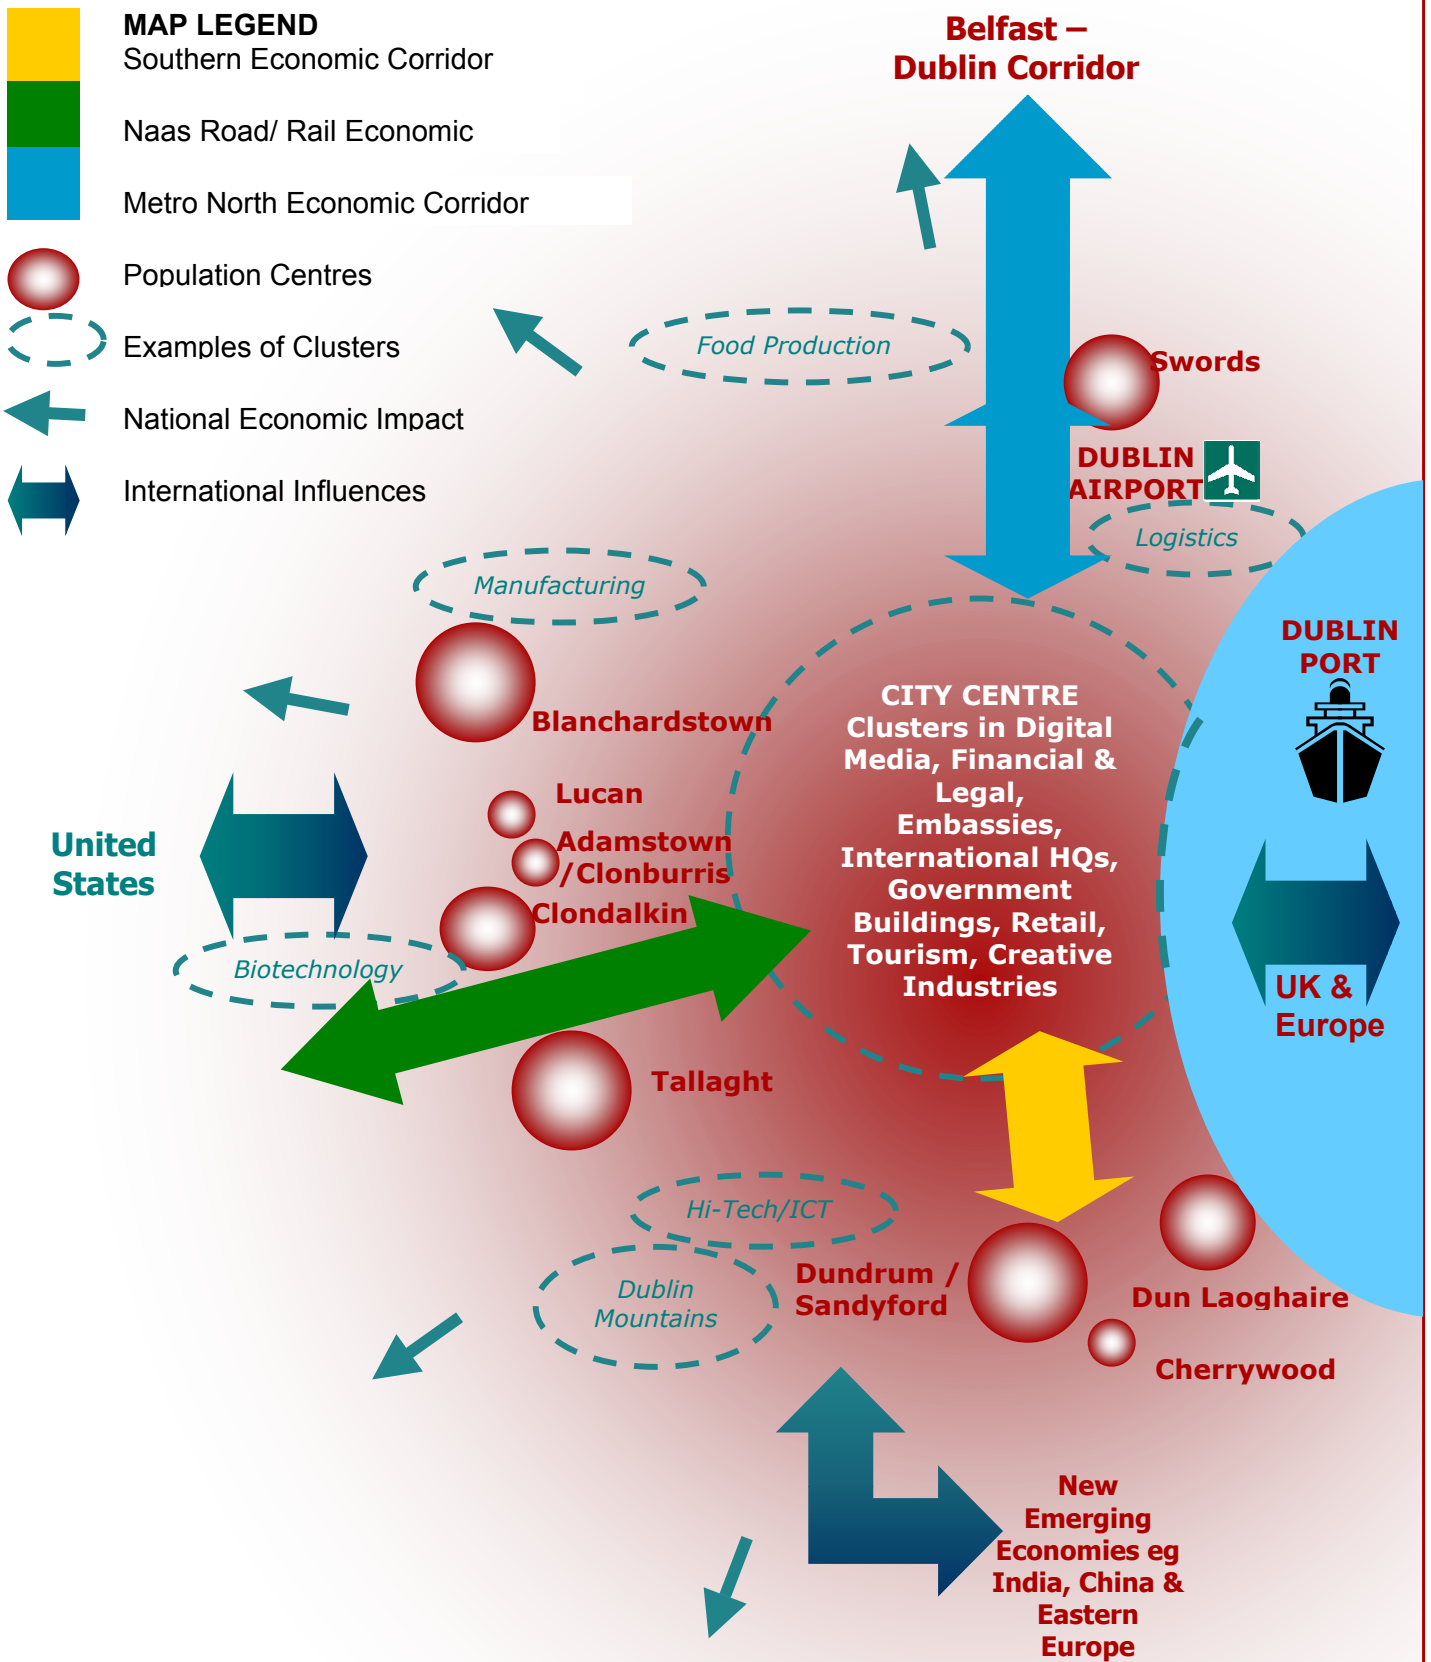 MAP LEGEND
Southern Economic Corridor
Naas Road/ Rail Economic
Metro North Economic Corridor
Population Centres
Examples of Clusters
National Economic Impact
International Influences
Belfast –
Dublin Corridor
Food Production
Swords
DUBLIN
AIRPORT
Logistics
Manufacturing
DUBLIN
PORT
Blanchardstown
CITY CENTRE
Clusters in Digital
Media, Financial &
Legal,
Embassies,
International HQs,
Government
Buildings, Retail,
Tourism, Creative
Industries
Lucan
Adamstown
/Clonburris
Clondalkin
United
States
Biotechnology
UK &
Europe
Tallaght
Hi-Tech/ICT
Dublin
Mountains
Dundrum /
Sandyford
Dun Laoghaire
Cherrywood
New
Emerging
Economies eg
India, China &
Eastern
Europe